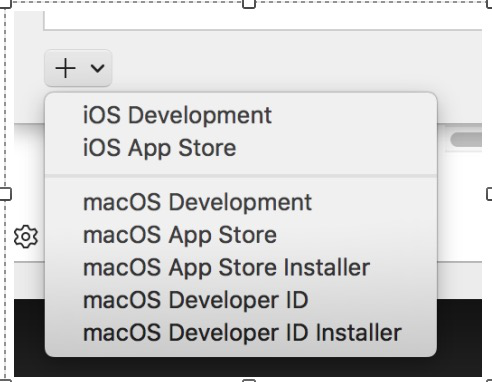 iOS Development
iOS App Store
macOS Development
macOS App Store
macOS App Store Installer
macOS Developer ID
macOS Developer ID Installer